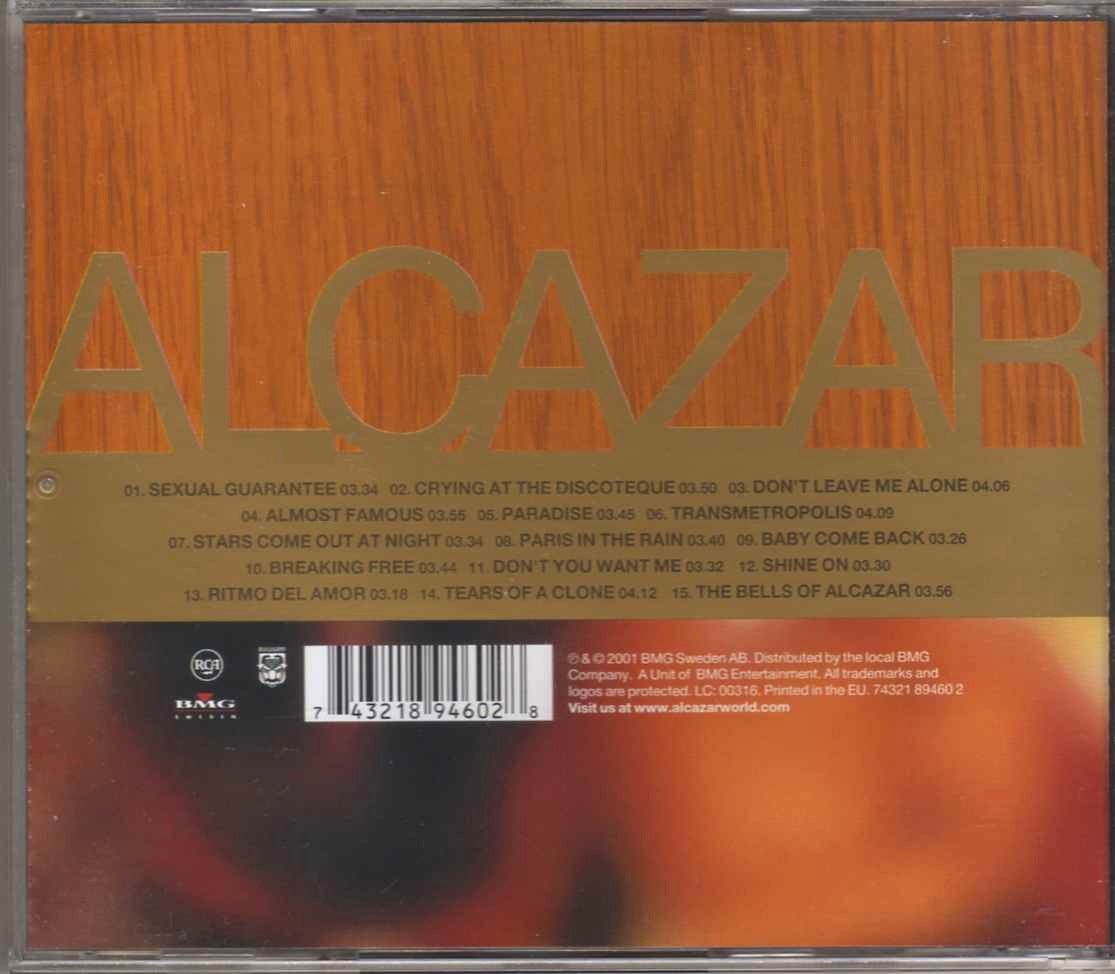 ALCAZAR
01. SEXUAL GUARANTEE 03.34 02. CRYING AT THE DISCOTEQUE 03.50 03. DON'T LEAVE ME ALONE 04.06
04. ALMOST FAMOUS 03.55 05. PARADISE 03.45 06. TRANSMETROPOLIS 04.09
07. STARS COME OUT AT NIGHT 03.34 08. PARIS IN THE RAIN 03.40 09. BABY COME BACK 03.26
10. BREAKING FREE 03.44 11. DON'T YOU WANT ME 03.32 12. SHINE ON 03.30
13. RITMO DEL AMOR 03.18 14. TEARS OF A CLONE 04.12 15. THE BELLS OF ALCAZAR 03.56
RCA
BMG
SWEDEN
7 43218 94602 8
℗ & © 2001 BMG Sweden AB. Distributed by the local BMG
Company. A Unit of BMG Entertainment. All trademarks and
logos are protected. LC: 00316. Printed in the EU. 74321 89460 2
Visit us at www.alcazarworld.com